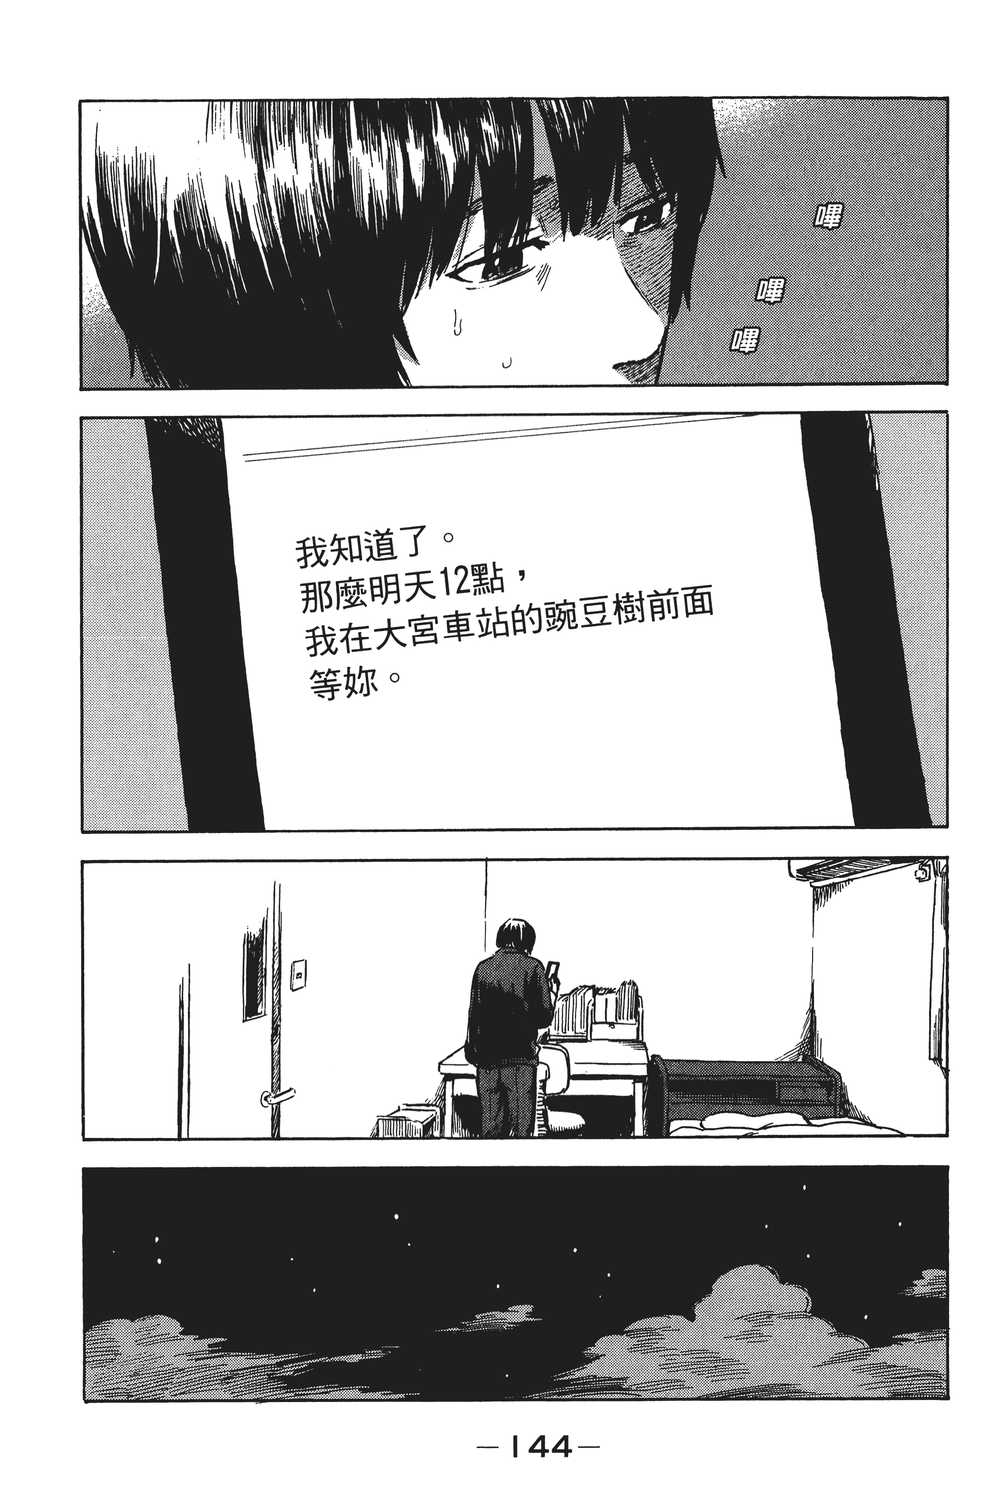 嗶
嗶
嗶
我知道了。
那麼明天12點，
我在大宮車站的豌豆樹前面
等妳。
—144—